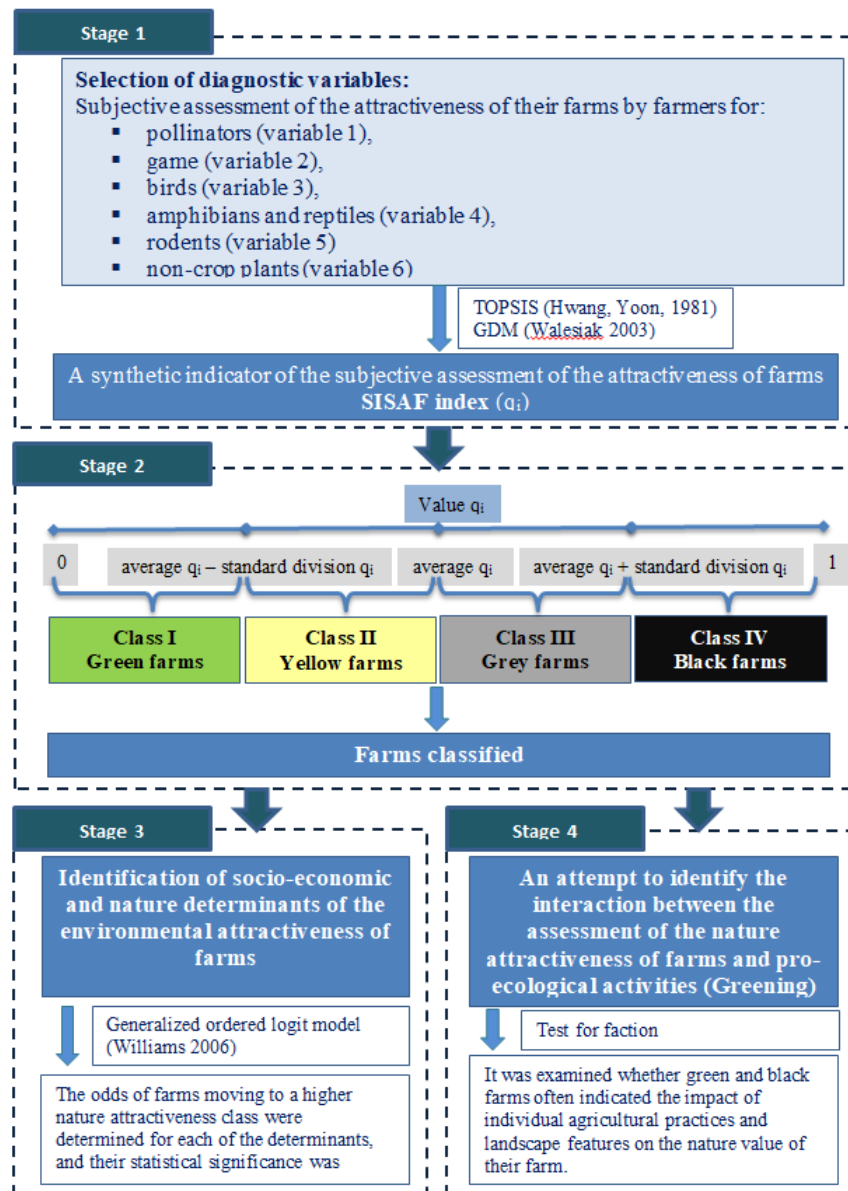 Stage 1
Selection of diagnostic variables:
Subjective assessment of the attractiveness of their farms by farmers for:
▪ pollinators (variable 1),
▪ game (variable 2),
▪ birds (variable 3),
▪ amphibians and reptiles (variable 4),
▪ rodents (variable 5)
▪ non-crop plants (variable 6)
TOPSIS (Hwang, Yoon, 1981)
GDM (Walesiak 2003)
A synthetic indicator of the subjective assessment of the attractiveness of farms
SISAF index (qi)
Stage 2
Value qi
0
average qi – standard division qi
average qi
average qi + standard division qi
1
Class I
Green farms
Class II
Yellow farms
Class III
Grey farms
Class IV
Black farms
Farms classified
Stage 3
Identification of socio-economic
and nature determinants of the
environmental attractiveness of
farms
Generalized ordered logit model
(Williams 2006)
The odds of farms moving to a higher
nature attractiveness class were
determined for each of the determinants,
and their statistical significance was
Stage 4
An attempt to identify the
interaction between the
assessment of the nature
attractiveness of farms and pro-
ecological activities (Greening)
Test for faction
It was examined whether green and black
farms often indicated the impact of
individual agricultural practices and
landscape features on the nature value of
their farm.